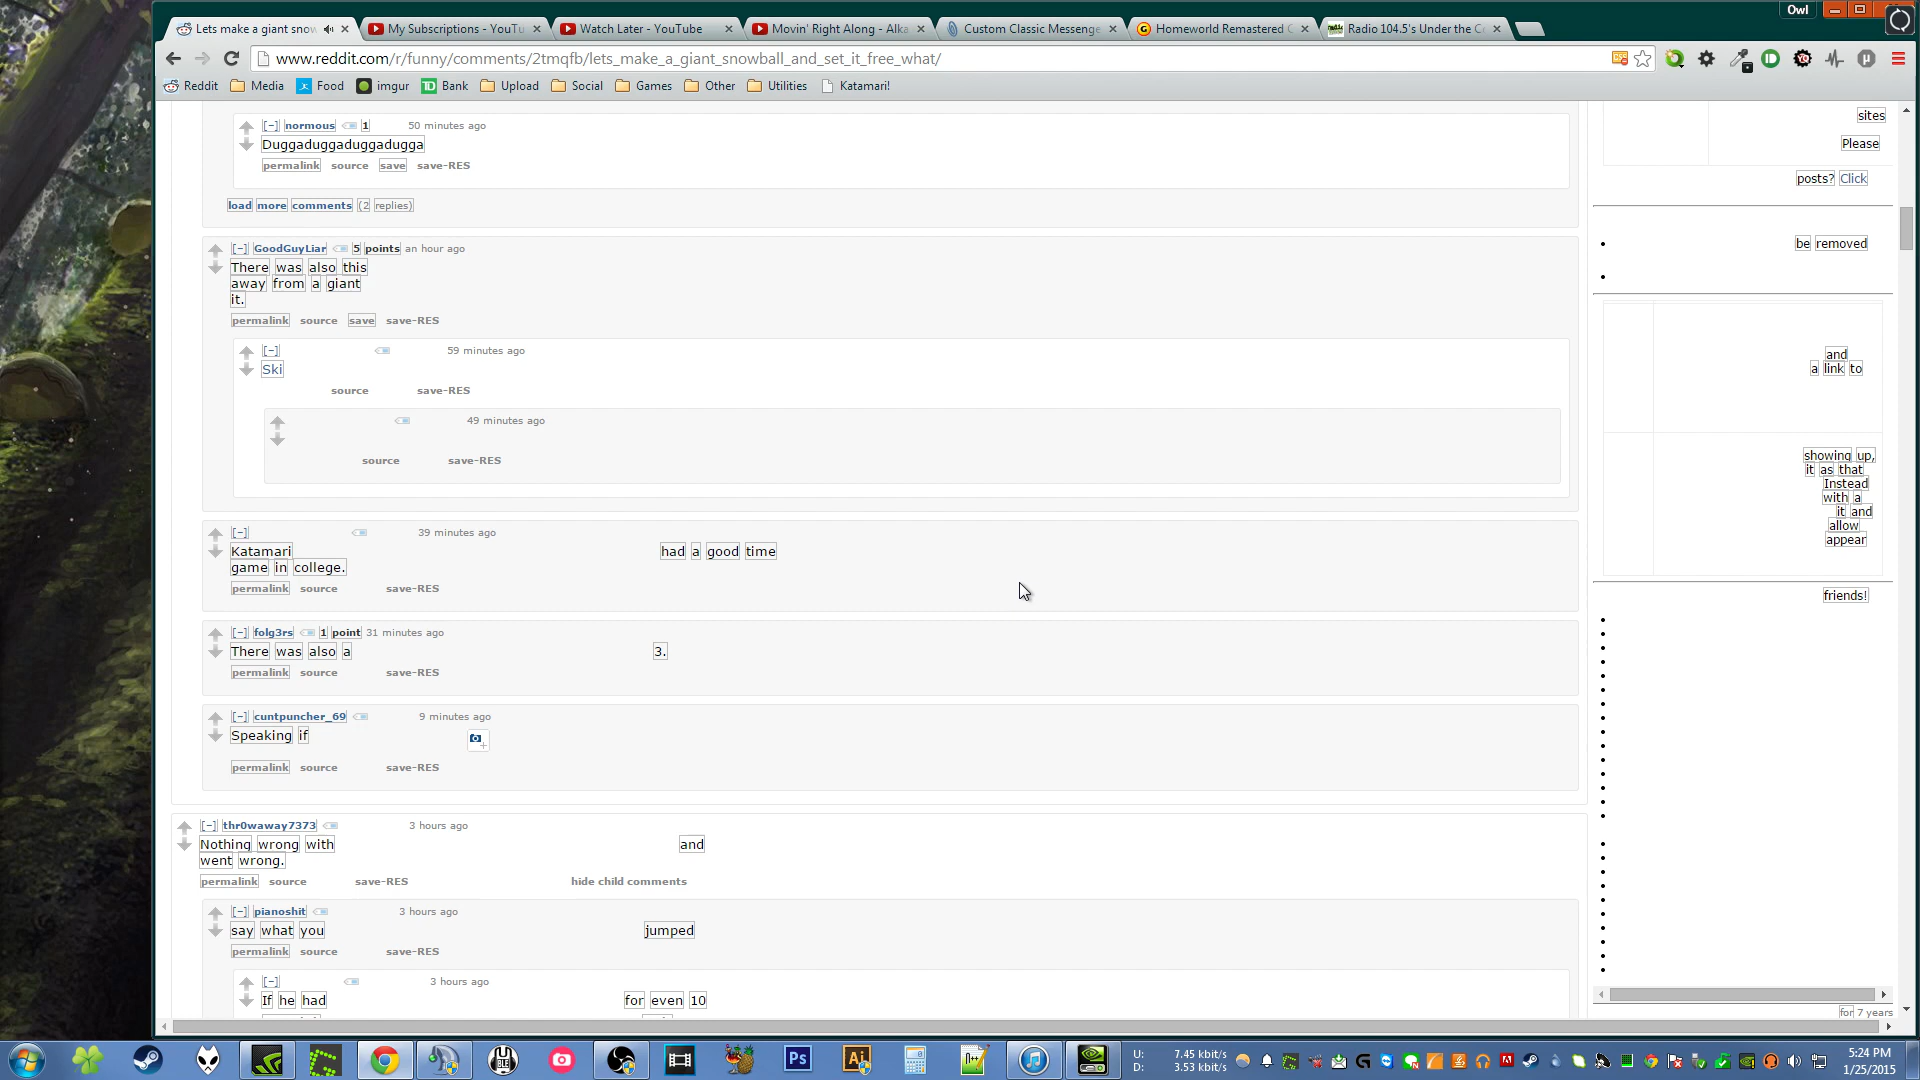 Owl
Lets make a giant snow
My Subscriptions - YouTu
Watch Later - YouTube
Movin' Right Along - Alka
Custom Classic Messenge
Homeworld Remastered C
Radio 104.5's Under the C
www.reddit.com/r/funny/comments/2tmqfb/lets_make_a_giant_snowball_and_set_it_free_what/
Reddit Media Food imgur Bank Upload Social Games Other Utilities Katamari!
[-] normous 1 50 minutes ago
Duggaduggaduggadugga
permalink source save save-RES
load more comments (2 replies)
[-] GoodGuyLiar 5 points an hour ago
There was also this
away from a giant
it.
permalink source save save-RES
[-] 59 minutes ago
Ski
source save-RES
49 minutes ago
source save-RES
[-] 39 minutes ago
Katamari had a good time
game in college.
permalink source save-RES
[-] folg3rs 1 point 31 minutes ago
There was also a 3.
permalink source save-RES
[-] cuntpuncher_69 9 minutes ago
Speaking if
permalink source save-RES
[-] thr0waway7373 3 hours ago
Nothing wrong with and
went wrong.
permalink source save-RES hide child comments
[-] pianoshit 3 hours ago
say what you jumped
permalink source save-RES
[-] 3 hours ago
If he had for even 10
sites
Please
posts? Click
be removed
and
a link to
showing up,
it as that
Instead
with a
it and
allow
appear
friends!
for 7 years
U: 7.45 kbit/s
D: 3.53 kbit/s
5:24 PM
1/25/2015